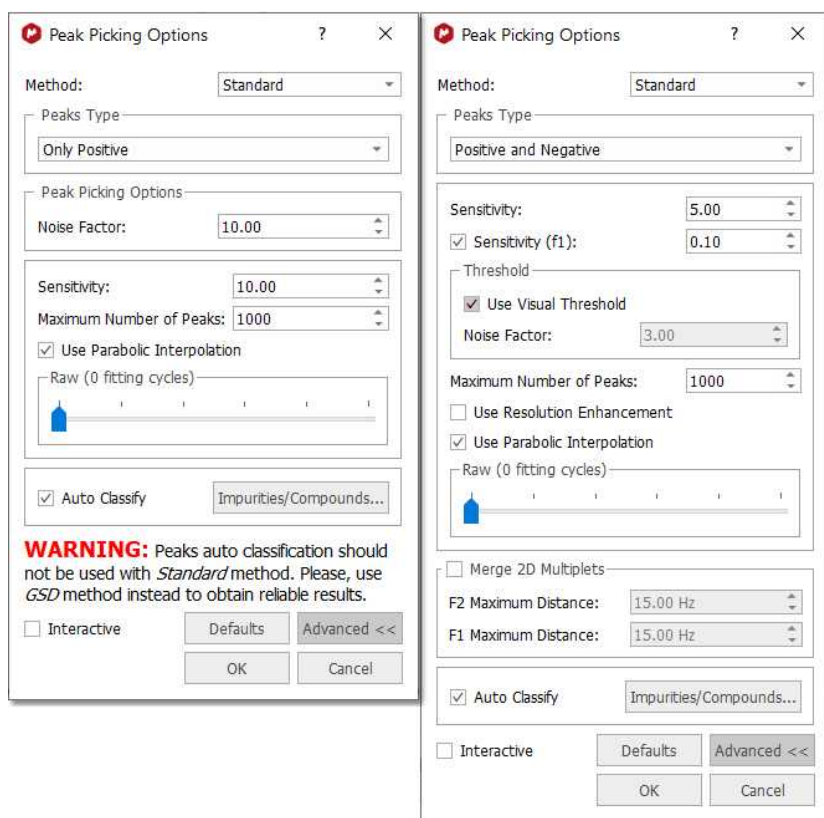 Peak Picking Options ? ×
Method: Standard
Peaks Type
Only Positive
Peak Picking Options
Noise Factor: 10.00
Sensitivity: 10.00
Maximum Number of Peaks: 1000
Use Parabolic Interpolation
Raw (0 fitting cycles)
Auto Classify Impurities/Compounds...
WARNING: Peaks auto classification should
not be used with Standard method. Please, use
GSD method instead to obtain reliable results.
Interactive Defaults Advanced <<
OK Cancel
Peak Picking Options ? ×
Method: Standard
Peaks Type
Positive and Negative
Sensitivity: 5.00
Sensitivity (f1): 0.10
Threshold
Use Visual Threshold
Noise Factor: 3.00
Maximum Number of Peaks: 1000
Use Resolution Enhancement
Use Parabolic Interpolation
Raw (0 fitting cycles)
Merge 2D Multiplets
F2 Maximum Distance: 15.00 Hz
F1 Maximum Distance: 15.00 Hz
Auto Classify Impurities/Compounds...
Interactive Defaults Advanced <<
OK Cancel